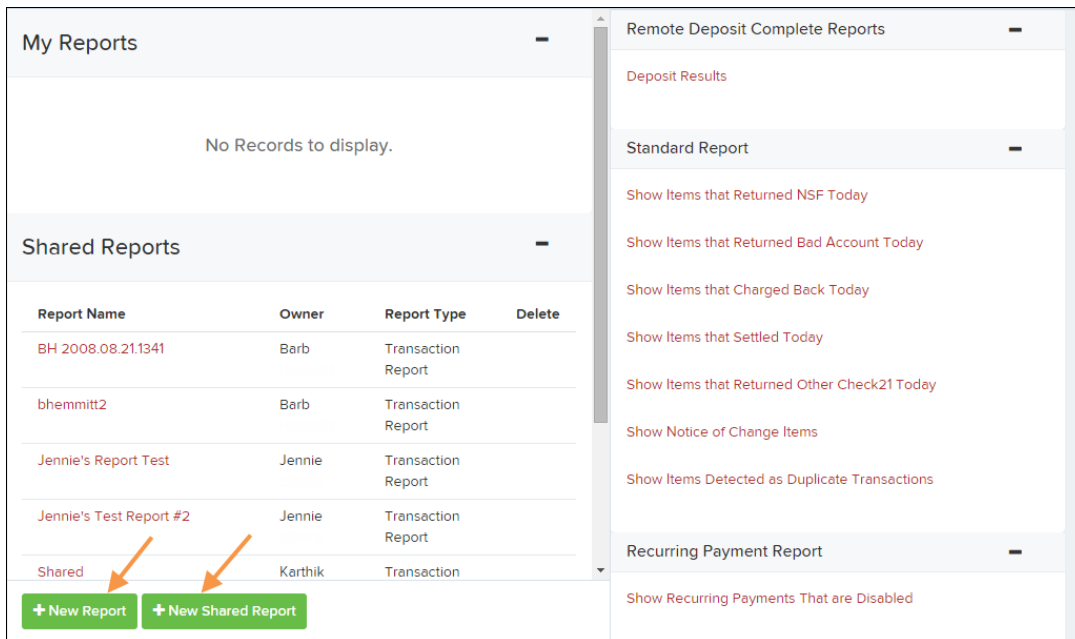 My Reports
No Records to display.
Shared Reports
Report Name Owner Report Type Delete
BH 2008.08.21.1341 Barb Transaction
Report
bhemmitt2 Barb Transaction
Report
Jennie's Report Test Jennie Transaction
Report
Jennie's Test Report #2 Jennie Transaction
Report
Shared Karthik Transaction
+ New Report + New Shared Report
Remote Deposit Complete Reports
Deposit Results
Standard Report
Show Items that Returned NSF Today
Show Items that Returned Bad Account Today
Show Items that Charged Back Today
Show Items that Settled Today
Show Items that Returned Other Check21 Today
Show Notice of Change Items
Show Items Detected as Duplicate Transactions
Recurring Payment Report
Show Recurring Payments That are Disabled